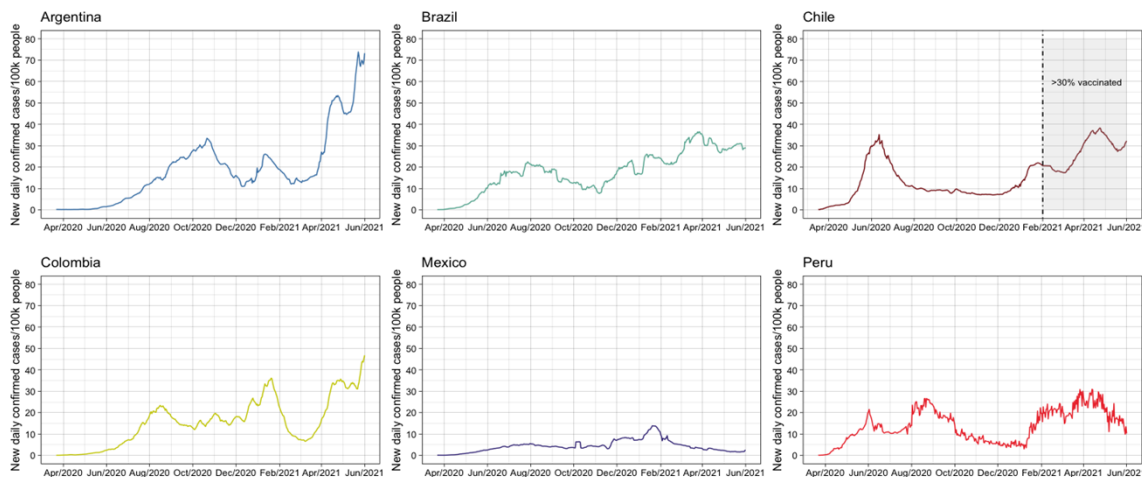 Argentina
New daily confirmed cases/100k people
80
70
60
50
40
30
20
10
0
Apr/2020 Jun/2020 Aug/2020 Oct/2020 Dec/2020 Feb/2021 Apr/2021 Jun/2021
Brazil
New daily confirmed cases/100k people
80
70
60
50
40
30
20
10
0
Apr/2020 Jun/2020 Aug/2020 Oct/2020 Dec/2020 Feb/2021 Apr/2021 Jun/2021
Chile
New daily confirmed cases/100k people
80
70
60
50
40
30
20
10
0
>30% vaccinated
Apr/2020 Jun/2020 Aug/2020 Oct/2020 Dec/2020 Feb/2021 Apr/2021 Jun/2021
Colombia
New daily confirmed cases/100k people
80
70
60
50
40
30
20
10
0
Apr/2020 Jun/2020 Aug/2020 Oct/2020 Dec/2020 Feb/2021 Apr/2021 Jun/2021
Mexico
New daily confirmed cases/100k people
80
70
60
50
40
30
20
10
0
Apr/2020 Jun/2020 Aug/2020 Oct/2020 Dec/2020 Feb/2021 Apr/2021 Jun/2021
Peru
New daily confirmed cases/100k people
80
70
60
50
40
30
20
10
0
Apr/2020 Jun/2020 Aug/2020 Oct/2020 Dec/2020 Feb/2021 Apr/2021 Jun/2021